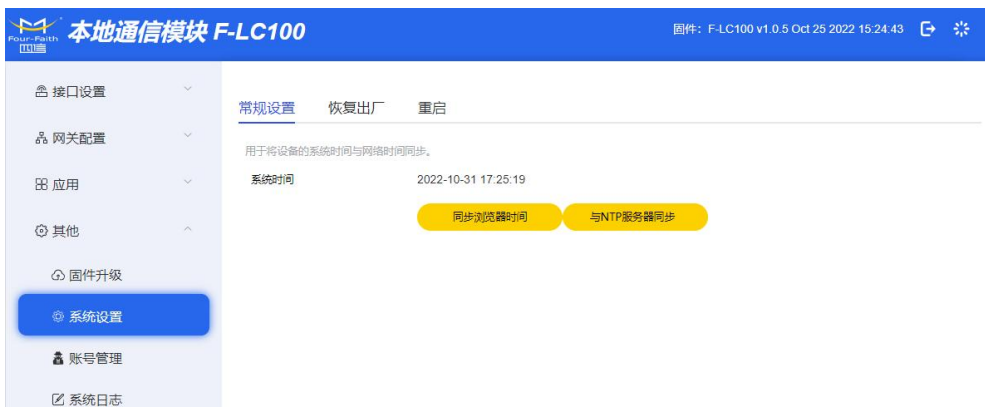 Four-Faith
四信
本地通信模块 F-LC100
固件：F-LC100 v1.0.5 Oct 25 2022 15:24:43
接口设置
网关配置
应用
其他
固件升级
系统设置
账号管理
系统日志
常规设置 恢复出厂 重启
用于将设备的系统时间与网络时间同步。
系统时间 2022-10-31 17:25:19
同步浏览器时间 与NTP服务器同步